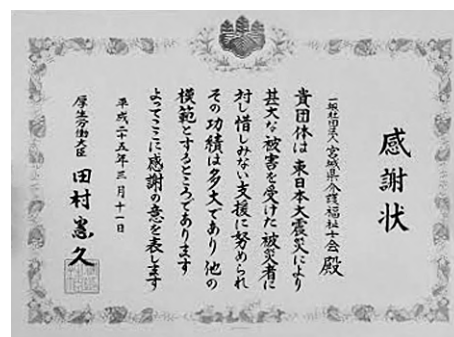 感謝状
一般社団法人 宮城県介護福祉士会 殿
貴団体は 東日本大震災により
甚大な被害を受けた被災者に
対し惜しみない支援に努められ
その功績は多大であり 他の
模範とするところであります
よってここに感謝の意を表します
平成二十五年三月十一日
厚生労働大臣 田村憲久